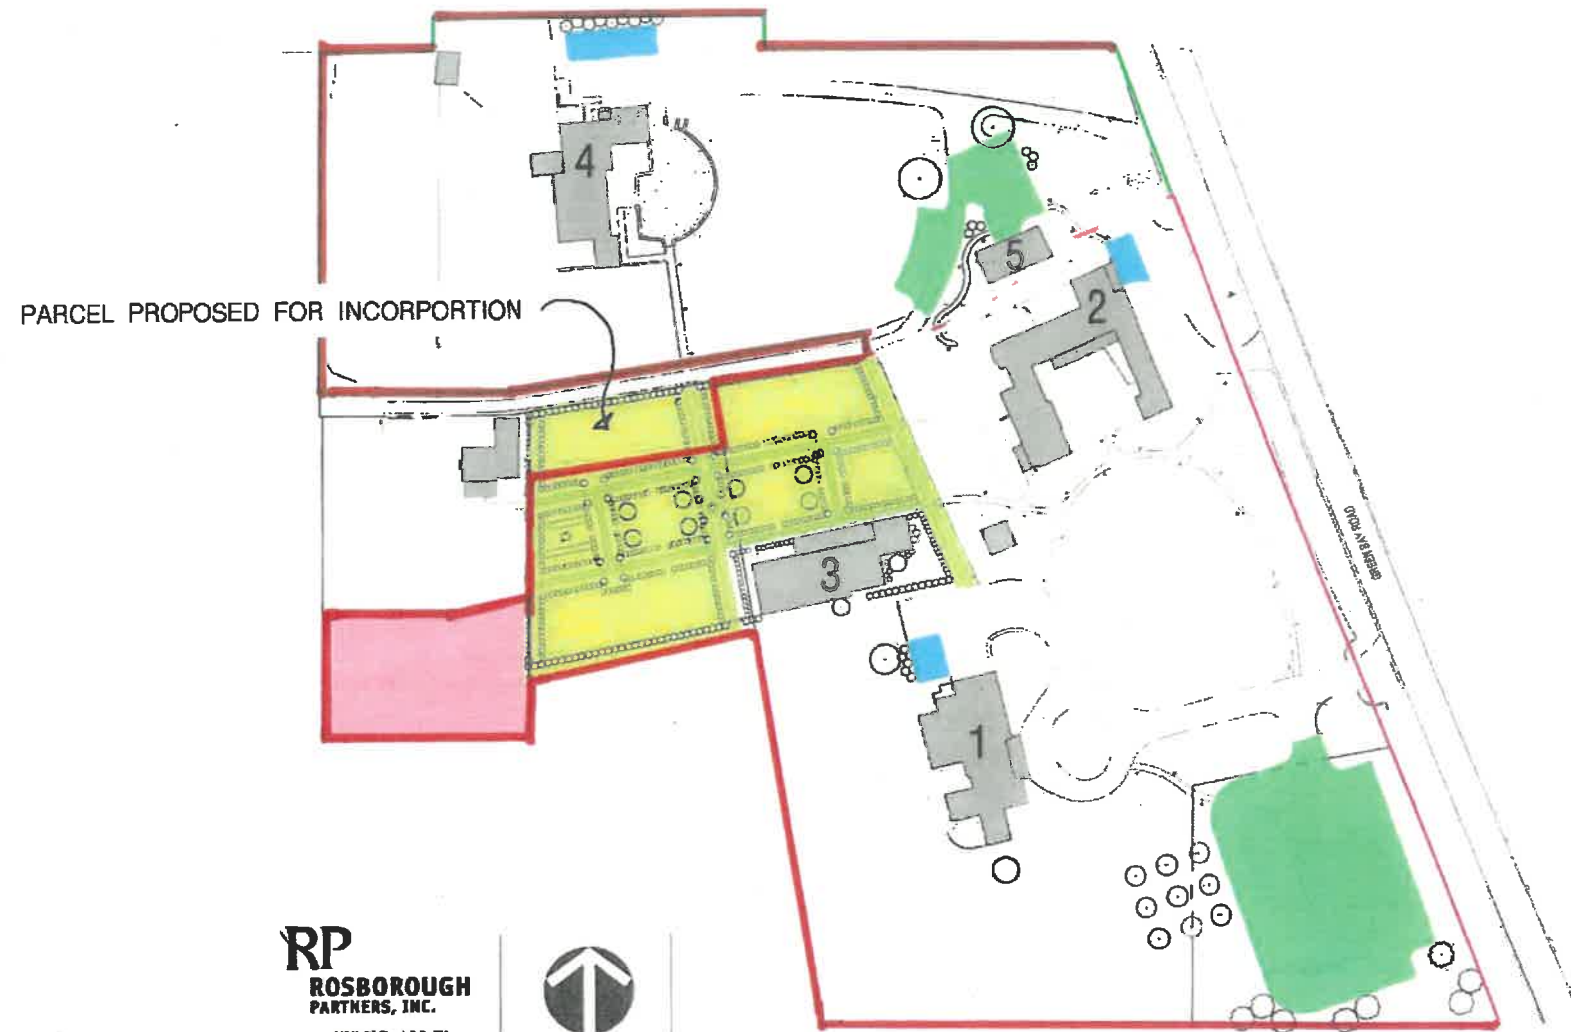 4
5
2
PARCEL PROPOSED FOR INCORPORTION
3
GREEN BAY ROAD
1
RP
ROSBOROUGH
PARTNERS, INC.